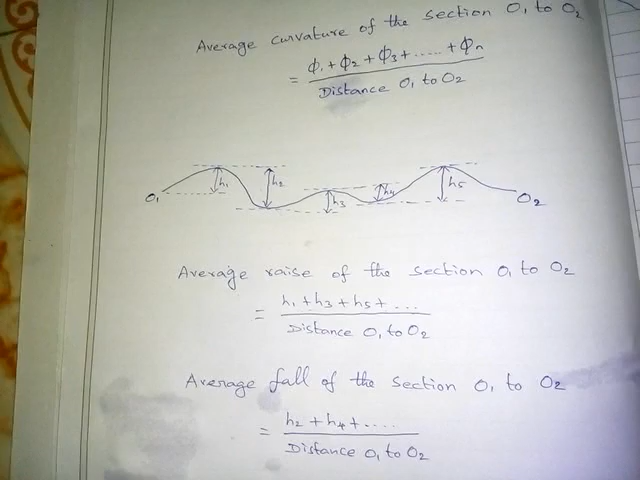 Average curvature of the section O₁ to O₂
= ϕ₁ + ϕ₂ + ϕ₃ + ..... + ϕn
Distance O₁ to O₂
O₁ h₁ h₂ h₃ h₄ h₅ O₂
Average raise of the section O₁ to O₂
= h₁ + h₃ + h₅ + ...
Distance O₁ to O₂
Average fall of the section O₁ to O₂
= h₂ + h₄ + ....
Distance O₁ to O₂